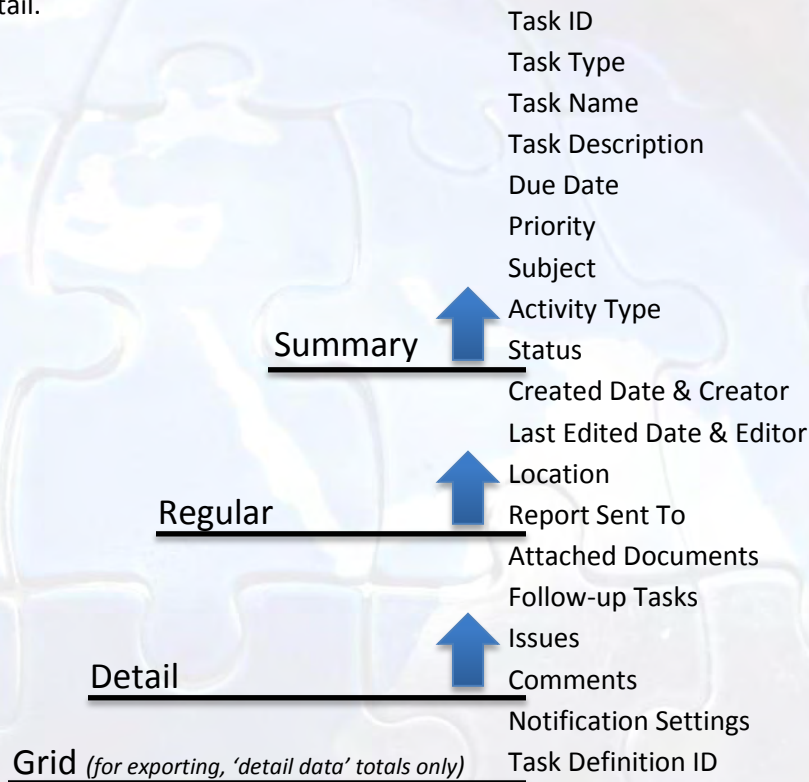 tail.
Task ID
Task Type
Task Name
Task Description
Due Date
Priority
Subject
Activity Type
Summary
Status
Created Date & Creator
Last Edited Date & Editor
Location
Regular
Report Sent To
Attached Documents
Follow-up Tasks
Issues
Detail
Comments
Notification Settings
Grid (for exporting, ‘detail data’ totals only)
Task Definition ID